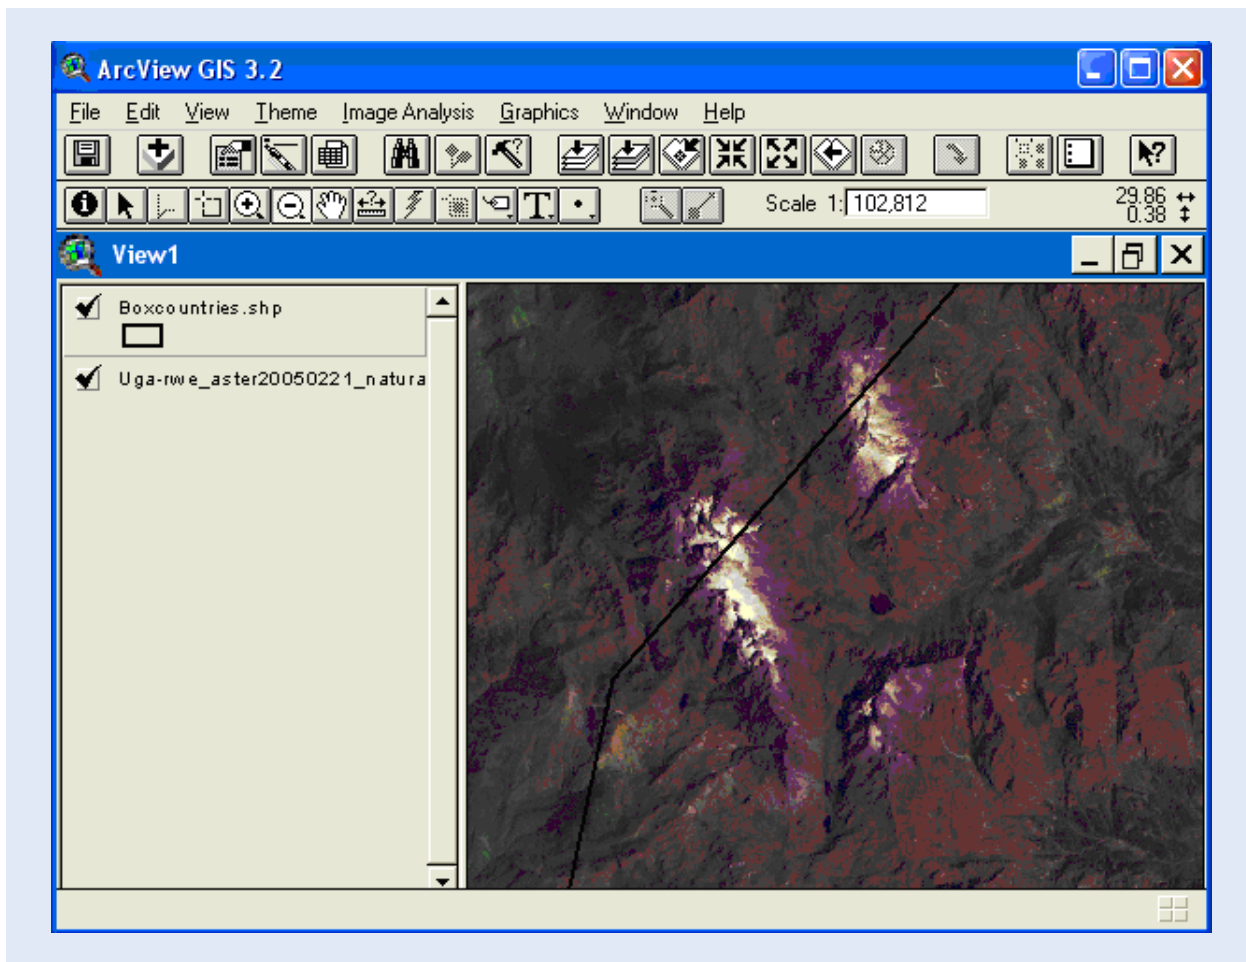 ArcView GIS 3.2
File Edit View Theme Image Analysis Graphics Window Help
Scale 1: 102,812
29.86
0.38
View1
Boxcountries.shp
Uga-rwe_aster20050221_natura